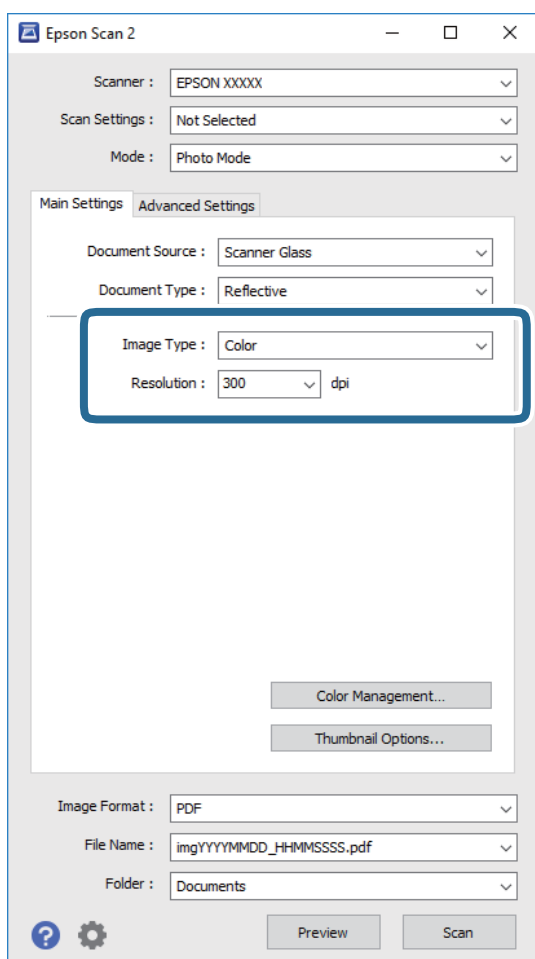 Epson Scan 2
Scanner : EPSON XXXXX
Scan Settings : Not Selected
Mode : Photo Mode
Main Settings Advanced Settings
Document Source : Scanner Glass
Document Type : Reflective
Image Type : Color
Resolution : 300 dpi
Color Management...
Thumbnail Options...
Image Format : PDF
File Name : imgYYYYMMDD_HHMMSSSS.pdf
Folder : Documents
? Preview Scan